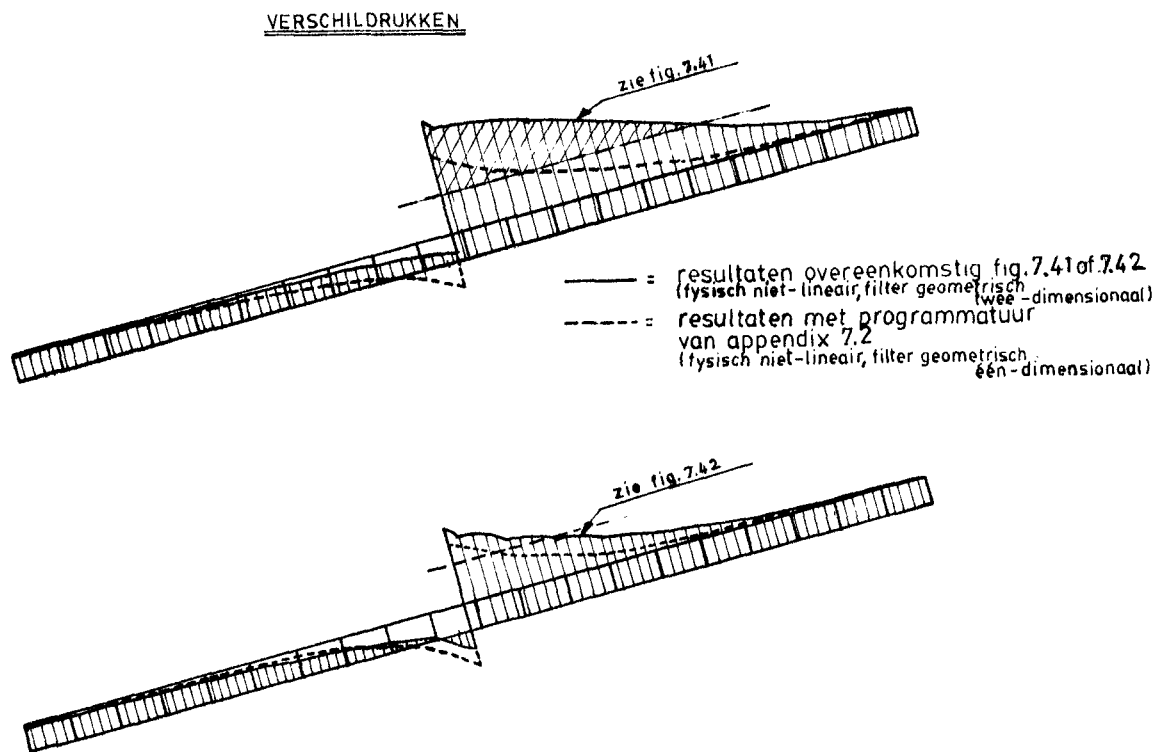 VERSCHILDRUKKEN
zie fig. 7.41
—— = resultaten overeenkomstig fig. 7.41 of 7.42
(fysisch niet-lineair, filter geometrisch
twee-dimensionaal)
---- = resultaten met programmatuur
van appendix 7.2
(fysisch niet-lineair, filter geometrisch
één-dimensionaal)
zie fig. 7.42